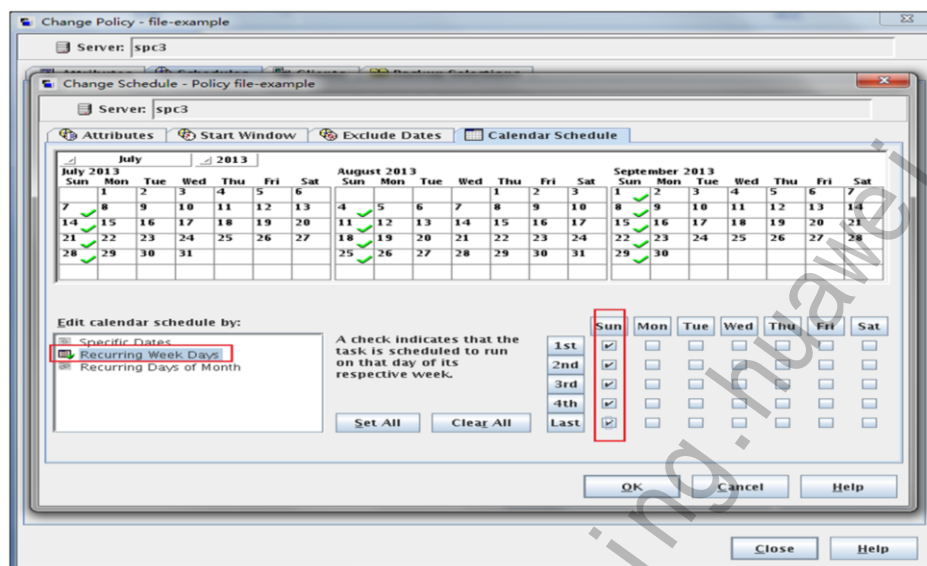 Change Policy - file-example
Server: spc3
Change Schedule - Policy file-example
Server: spc3
Attributes Start Window Exclude Dates Calendar Schedule
July 2013
July 2013 August 2013 September 2013
Sun Mon Tue Wed Thu Fri Sat Sun Mon Tue Wed Thu Fri Sat Sun Mon Tue Wed Thu Fri Sat
1 2 3 4 5 6 1 2 3 1 2 3 4 5 6 7
7 8 9 10 11 12 13 4 5 6 7 8 9 10 8 9 10 11 12 13 14
14 15 16 17 18 19 20 11 12 13 14 15 16 17 15 16 17 18 19 20 21
21 22 23 24 25 26 27 18 19 20 21 22 23 24 22 23 24 25 26 27 28
28 29 30 31 25 26 27 28 29 30 31 29 30
Edit calendar schedule by:
Specific Dates
Recurring Week Days
Recurring Days of Month
A check indicates that the
task is scheduled to run
on that day of its
respective week.
Set All Clear All
Sun Mon Tue Wed Thu Fri Sat
1st
2nd
3rd
4th
Last
OK Cancel Help
Close Help
ing.huawei